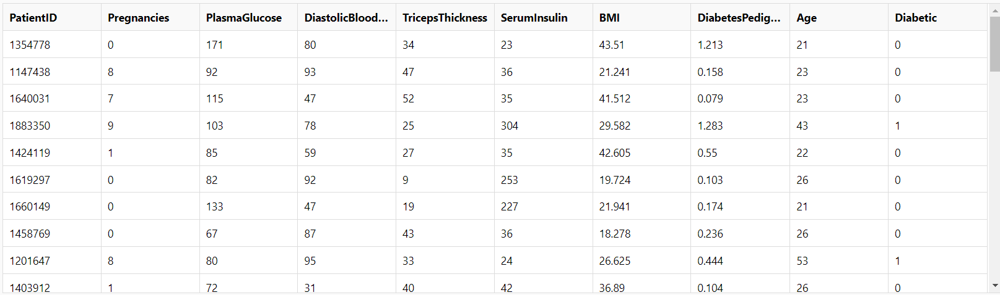 PatientID Pregnancies PlasmaGlucose DiastolicBlood... TricepsThickness SerumInsulin BMI DiabetesPedig... Age Diabetic
1354778 0 171 80 34 23 43.51 1.213 21 0
1147438 8 92 93 47 36 21.241 0.158 23 0
1640031 7 115 47 52 35 41.512 0.079 23 0
1883350 9 103 78 25 304 29.582 1.283 43 1
1424119 1 85 59 27 35 42.605 0.55 22 0
1619297 0 82 92 9 253 19.724 0.103 26 0
1660149 0 133 47 19 227 21.941 0.174 21 0
1458769 0 67 87 43 36 18.278 0.236 26 0
1201647 8 80 95 33 24 26.625 0.444 53 1
1403912 1 72 31 40 42 36.89 0.104 26 0